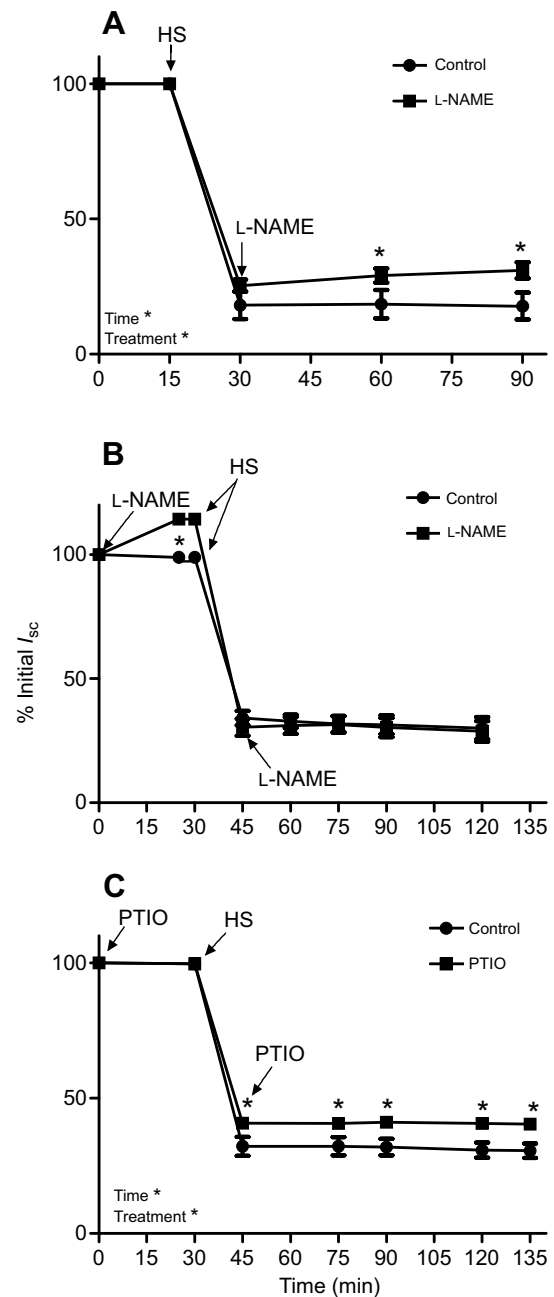 A
HS
Control
L-NAME
100
50
0
L-NAME
*
*
Time *
Treatment *
0 15 30 45 60 75 90
B
L-NAME
HS
Control
L-NAME
100
50
0
*
L-NAME
0 15 30 45 60 75 90 105 120 135
% Initial Isc
C
PTIO
HS
Control
PTIO
100
50
0
PTIO
* * * * *
Time *
Treatment *
0 15 30 45 60 75 90 105 120 135
Time (min)